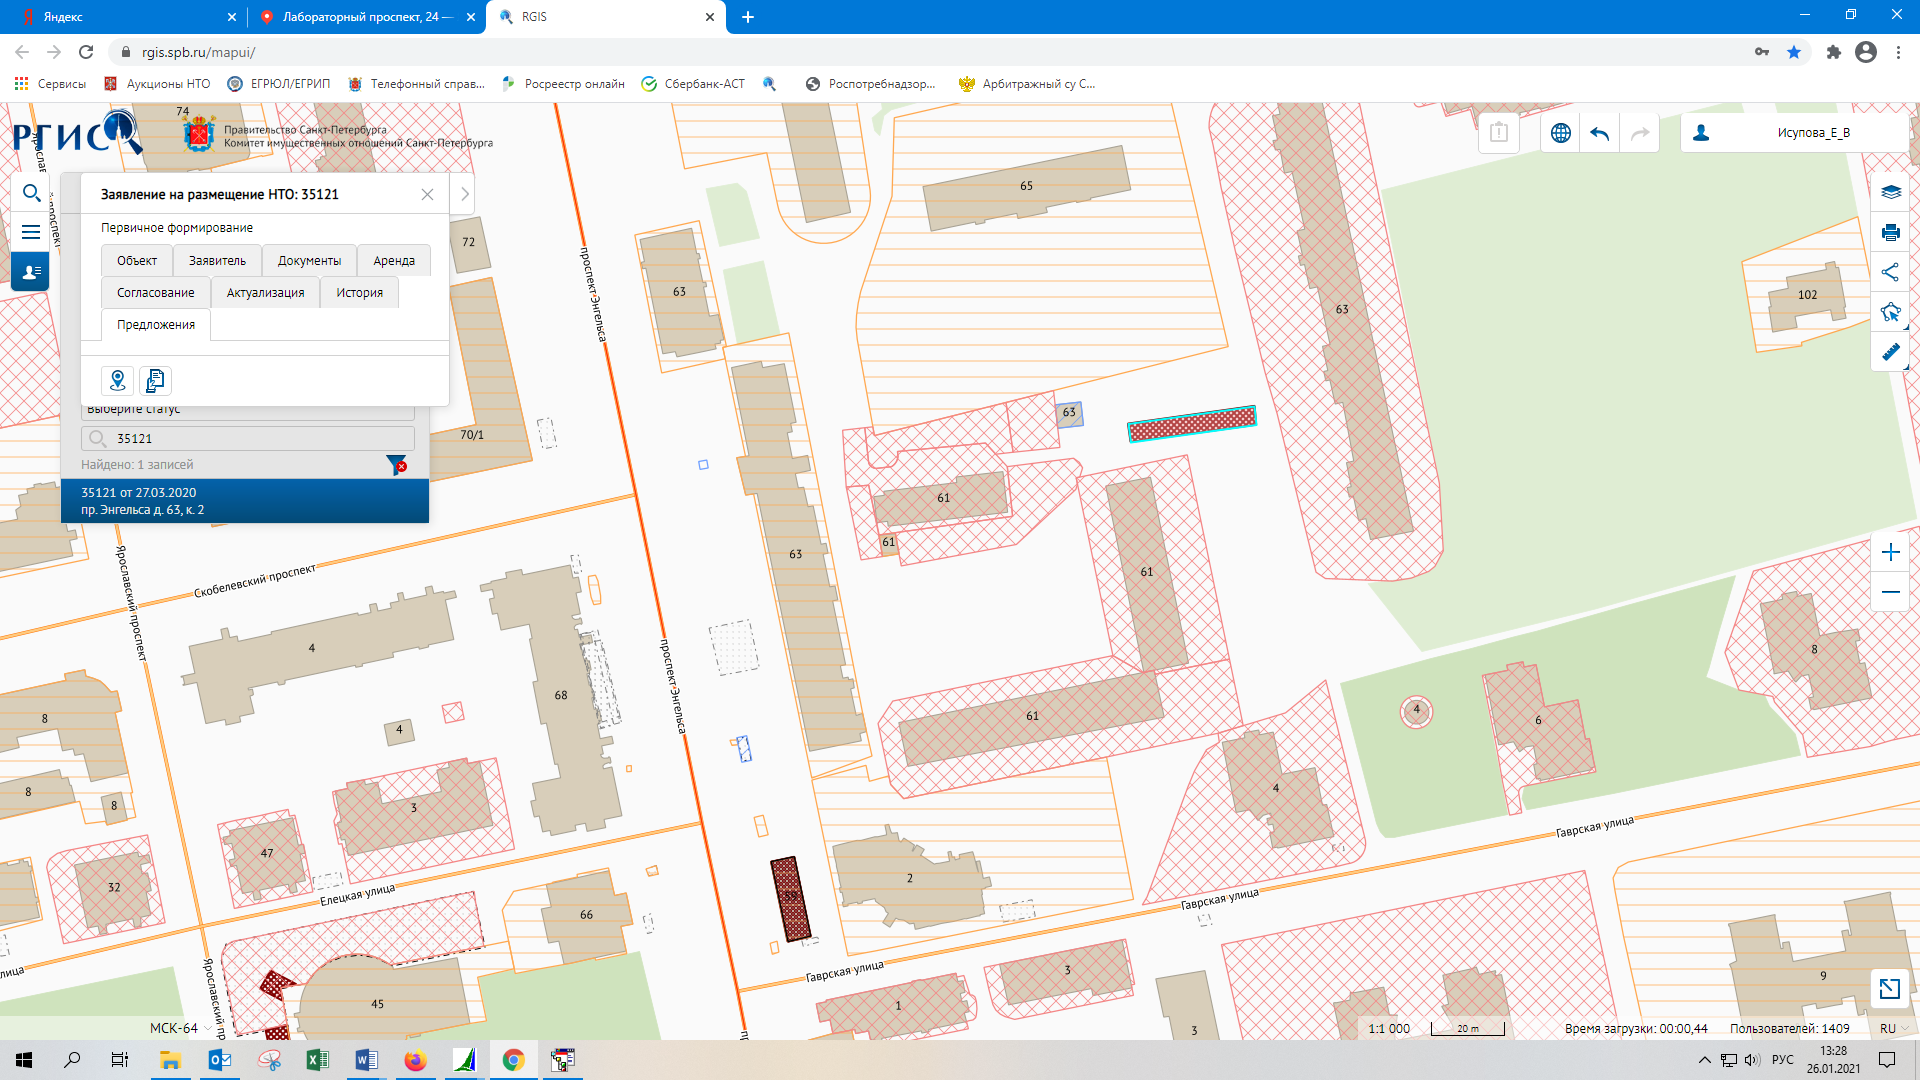 Яндекс
Лабораторный проспект, 24 —
RGIS
rgis.spb.ru/mapui/
Сервисы
Аукционы НТО
ЕГРЮЛ/ЕГРИП
Телефонный справ...
Росреестр онлайн
Сбербанк-АСТ
Роспотребнадзор...
Арбитражный су С...
РГИС
Правительство Санкт-Петербурга
Комитет имущественных отношений Санкт-Петербурга
Исупова_Е_В
Заявление на размещение НТО: 35121
Первичное формирование
Объект
Заявитель
Документы
Аренда
Согласование
Актуализация
История
Предложения
Выберите статус
35121
Найдено: 1 записей
35121 от 27.03.2020
пр. Энгельса д. 63, к. 2
74
72
70/1
65
63
63
63
102
61
61
61
63
проспект Энгельса
Скобелевский проспект
Ярославский проспект
4
68
проспект Энгельса
61
4
6
8
8
4
4
8
8
3
47
32
2
4
Гаврская улица
Елецкая улица
66
Гаврская улица
Гаврская улица
45
1
3
3
9
МСК-64
1:1 000
20 m
Время загрузки: 00:00,44
Пользователей: 1409
RU
РУС
13:28
26.01.2021